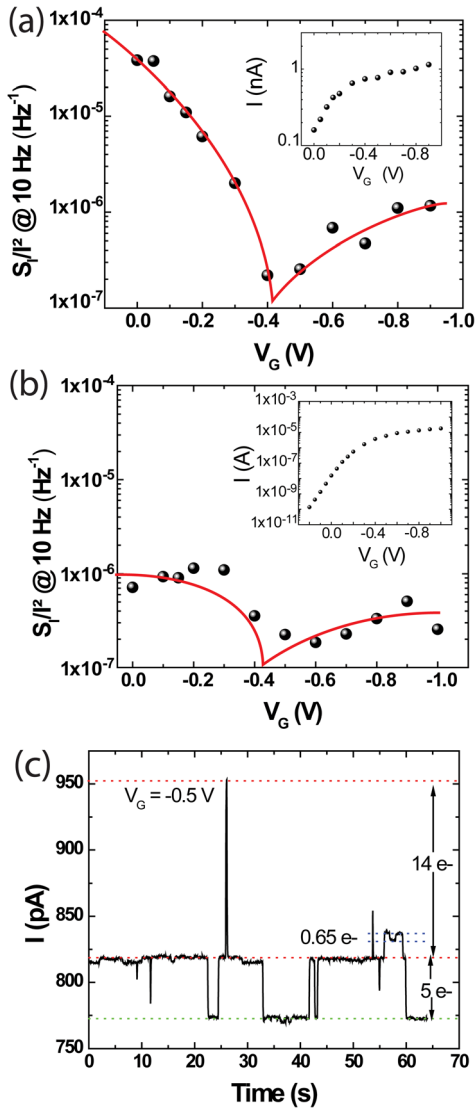 (a)
1x10⁻⁴
1x10⁻⁵
1x10⁻⁶
1x10⁻⁷
S_I/I² @ 10 Hz (Hz⁻¹)
0.0 -0.2 -0.4 -0.6 -0.8 -1.0
V_G (V)
1
0.1
I (nA)
0.0 -0.4 -0.8
V_G (V)
(b)
1x10⁻⁴
1x10⁻⁵
1x10⁻⁶
1x10⁻⁷
S_I/I² @ 10 Hz (Hz⁻¹)
0.0 -0.2 -0.4 -0.6 -0.8 -1.0
V_G (V)
1x10⁻³
1x10⁻⁵
1x10⁻⁷
1x10⁻⁹
1x10⁻¹¹
I (A)
0.0 -0.4 -0.8
V_G (V)
(c)
950
900
850
800
750
I (pA)
V_G = -0.5 V
14 e-
0.65 e-
5 e-
0 10 20 30 40 50 60 70
Time (s)